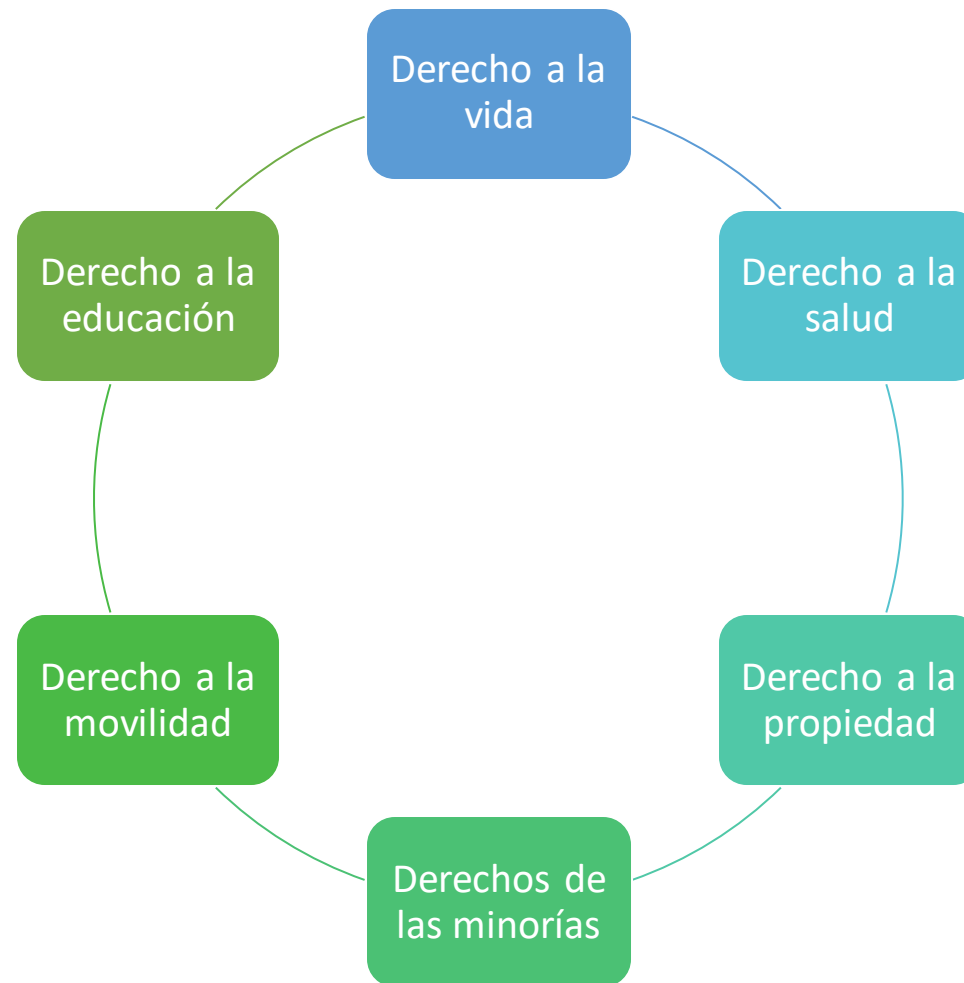 Derecho a la
vida
Derecho a la
salud
Derecho a la
propiedad
Derechos de
las minorías
Derecho a la
movilidad
Derecho a la
educación